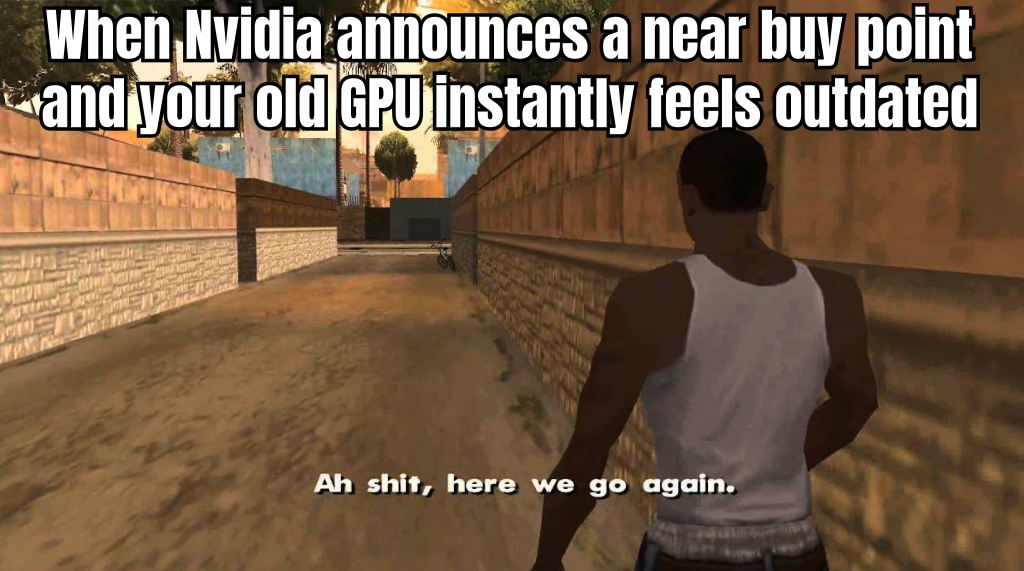 When Nvidia announces a near buy point
and your old GPU instantly feels outdated
Ah shit, here we go again.